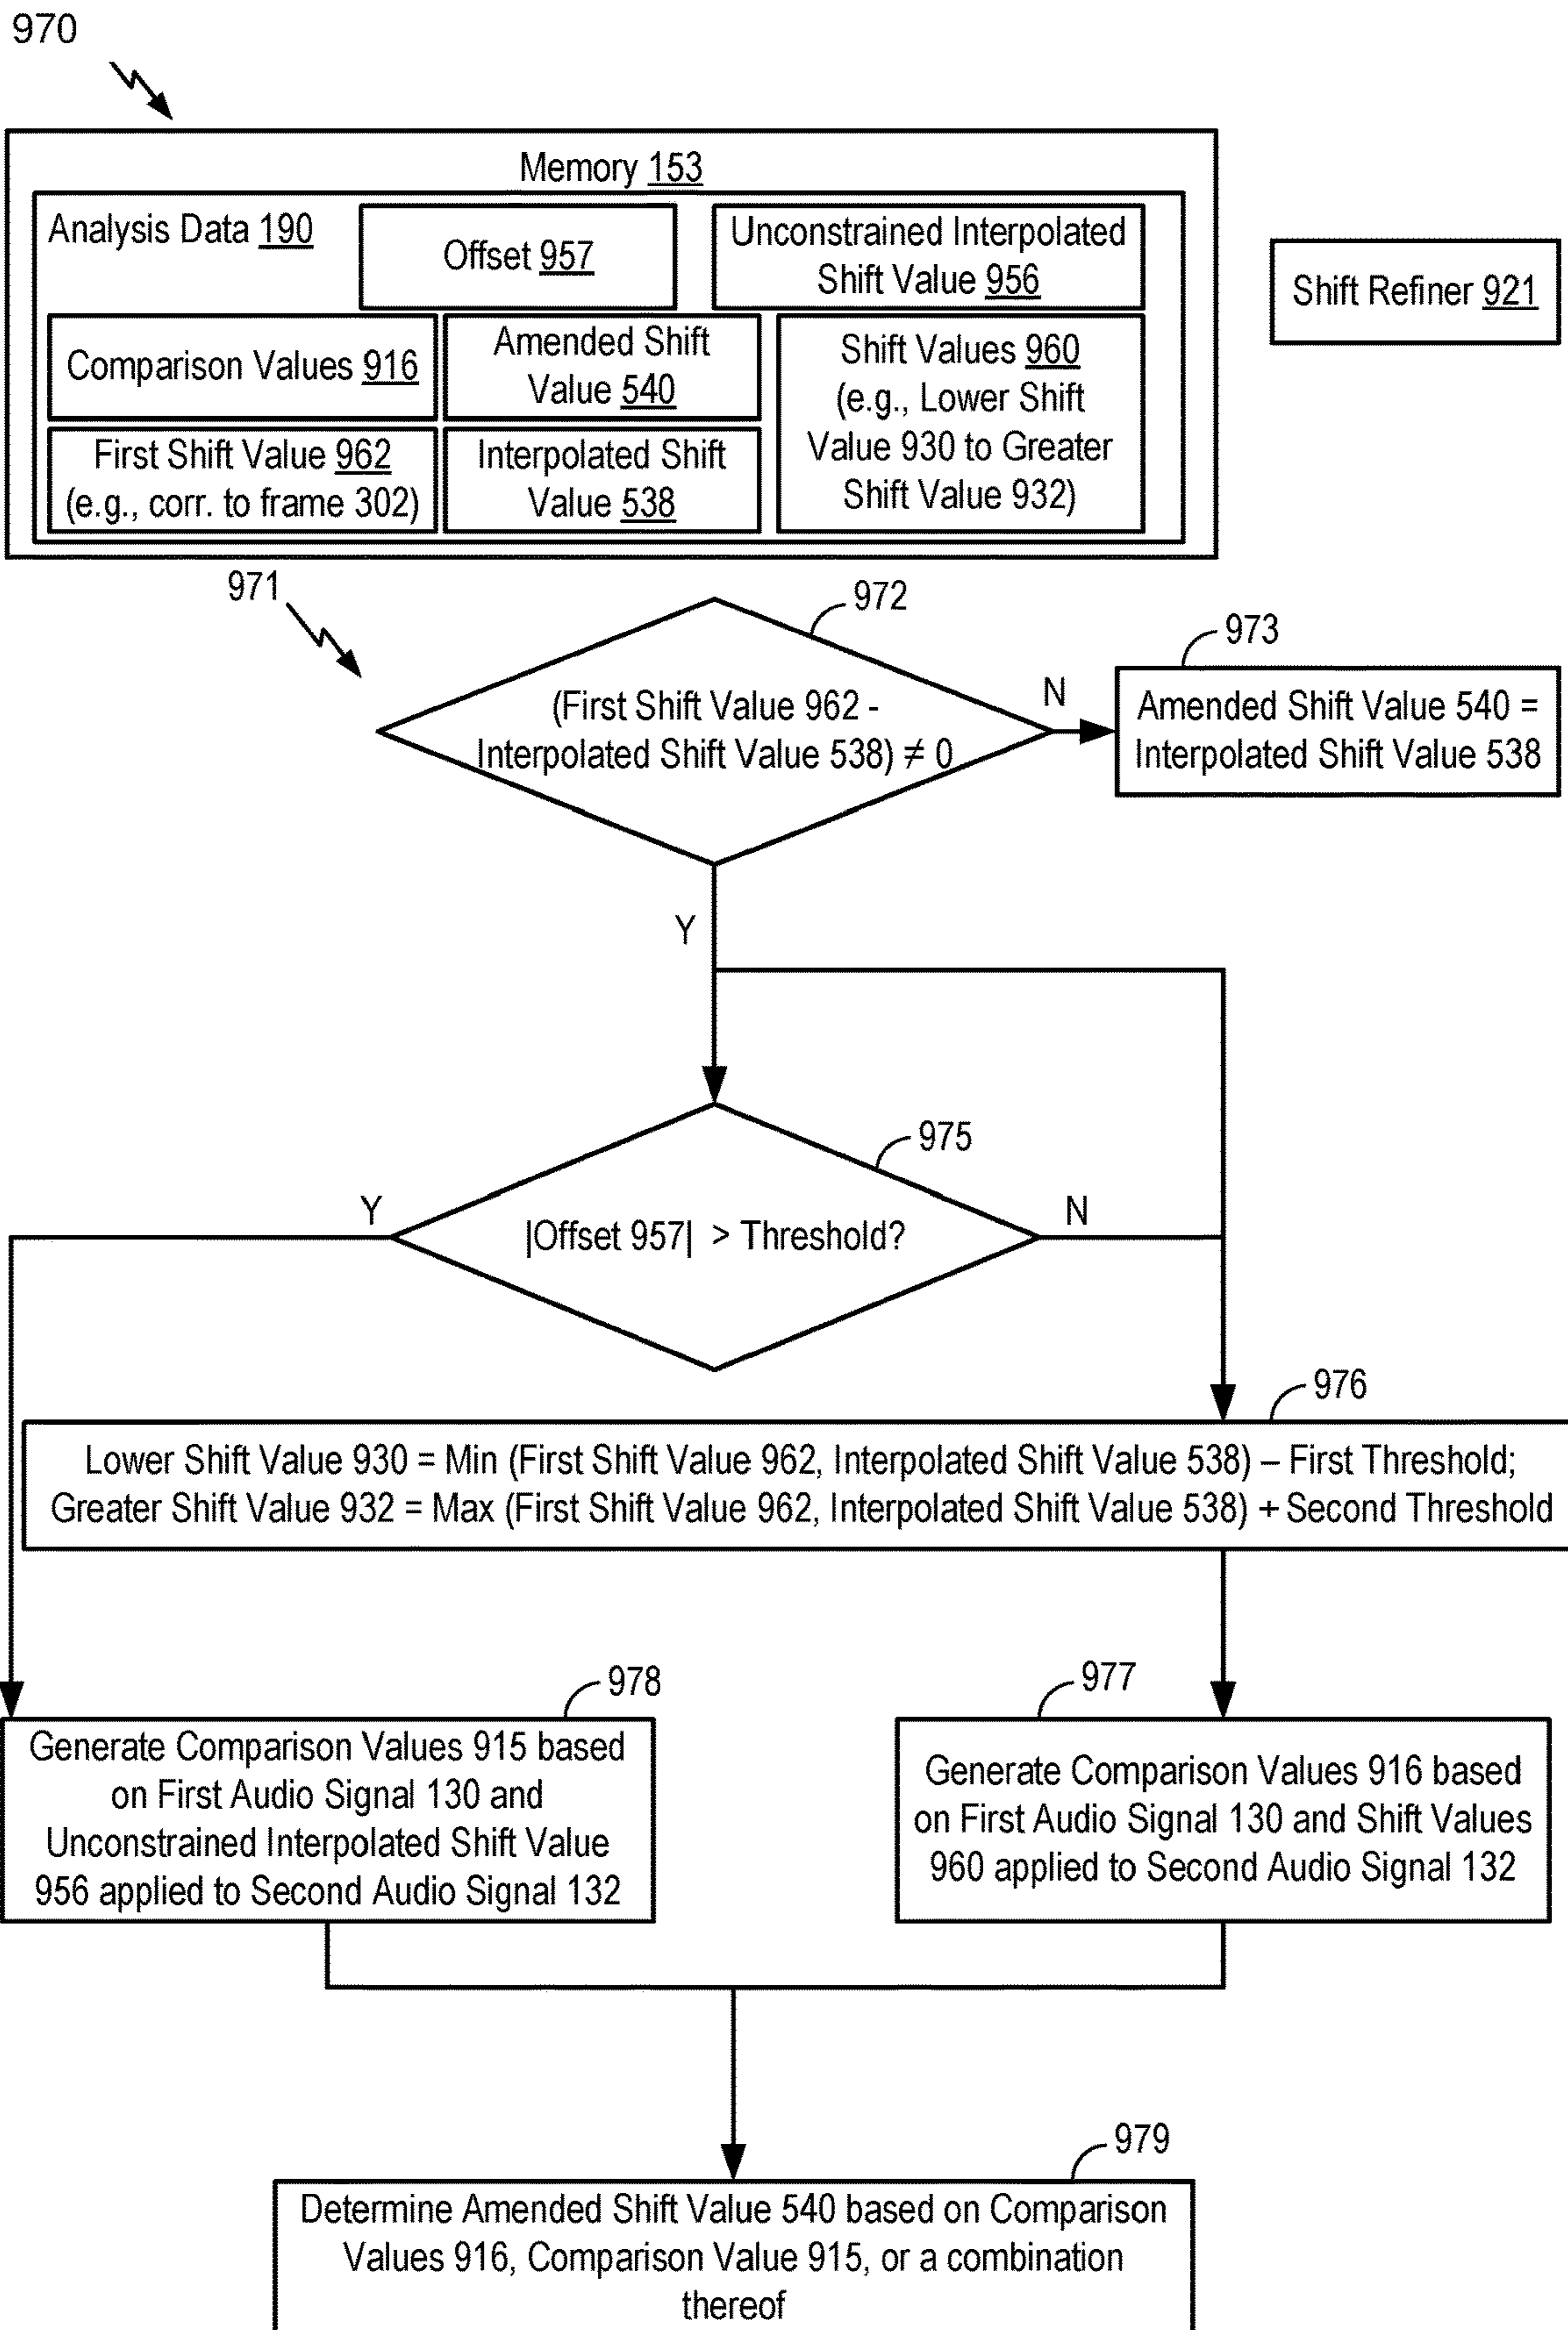 970
Memory 153
Analysis Data 190
Offset 957
Unconstrained Interpolated
Shift Value 956
Shift Refiner 921
Comparison Values 916
Amended Shift
Value 540
Shift Values 960
(e.g., Lower Shift
Value 930 to Greater
Shift Value 932)
First Shift Value 962
(e.g., corr. to frame 302)
Interpolated Shift
Value 538
971
972
973
(First Shift Value 962 -
Interpolated Shift Value 538) ≠ 0
N
Amended Shift Value 540 =
Interpolated Shift Value 538
Y
975
Y
|Offset 957| > Threshold?
N
976
Lower Shift Value 930 = Min (First Shift Value 962, Interpolated Shift Value 538) – First Threshold;
Greater Shift Value 932 = Max (First Shift Value 962, Interpolated Shift Value 538) + Second Threshold
978
Generate Comparison Values 915 based
on First Audio Signal 130 and
Unconstrained Interpolated Shift Value
956 applied to Second Audio Signal 132
977
Generate Comparison Values 916 based
on First Audio Signal 130 and Shift Values
960 applied to Second Audio Signal 132
979
Determine Amended Shift Value 540 based on Comparison
Values 916, Comparison Value 915, or a combination
thereof